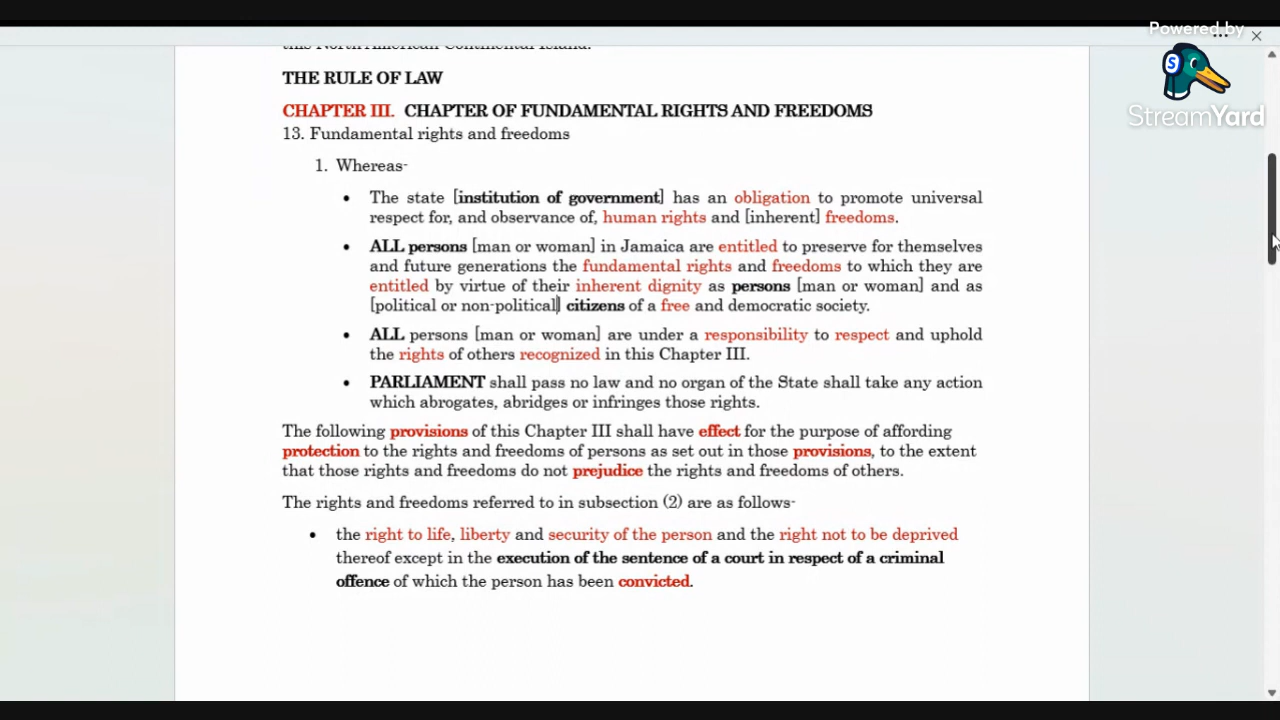 Powered by
StreamYard
this North American Continental Island.
THE RULE OF LAW
CHAPTER III. CHAPTER OF FUNDAMENTAL RIGHTS AND FREEDOMS
13. Fundamental rights and freedoms
1. Whereas-
• The state [institution of government] has an obligation to promote universal
respect for, and observance of, human rights and [inherent] freedoms.
• ALL persons [man or woman] in Jamaica are entitled to preserve for themselves
and future generations the fundamental rights and freedoms to which they are
entitled by virtue of their inherent dignity as persons [man or woman] and as
[political or non-political] citizens of a free and democratic society.
• ALL persons [man or woman] are under a responsibility to respect and uphold
the rights of others recognized in this Chapter III.
• PARLIAMENT shall pass no law and no organ of the State shall take any action
which abrogates, abridges or infringes those rights.
The following provisions of this Chapter III shall have effect for the purpose of affording
protection to the rights and freedoms of persons as set out in those provisions, to the extent
that those rights and freedoms do not prejudice the rights and freedoms of others.
The rights and freedoms referred to in subsection (2) are as follows-
• the right to life, liberty and security of the person and the right not to be deprived
thereof except in the execution of the sentence of a court in respect of a criminal
offence of which the person has been convicted.